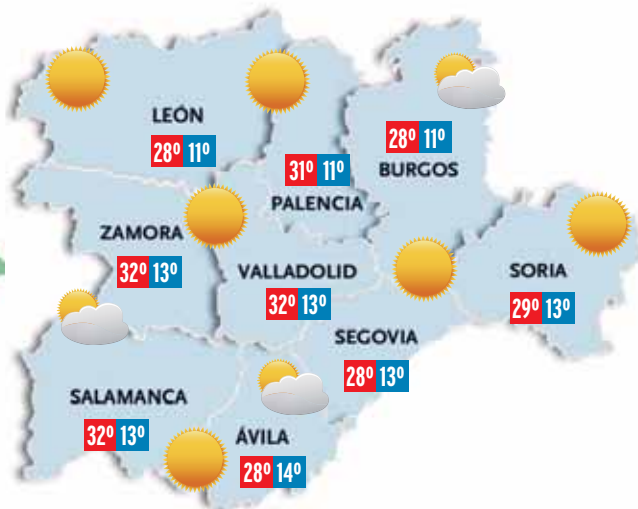 LEÓN
28º 11º
28º 11º
BURGOS
31º 11º
PALENCIA
ZAMORA
32º 13º
VALLADOLID
32º 13º
SORIA
29º 13º
SEGOVIA
28º 13º
SALAMANCA
32º 13º
ÁVILA
28º 14º